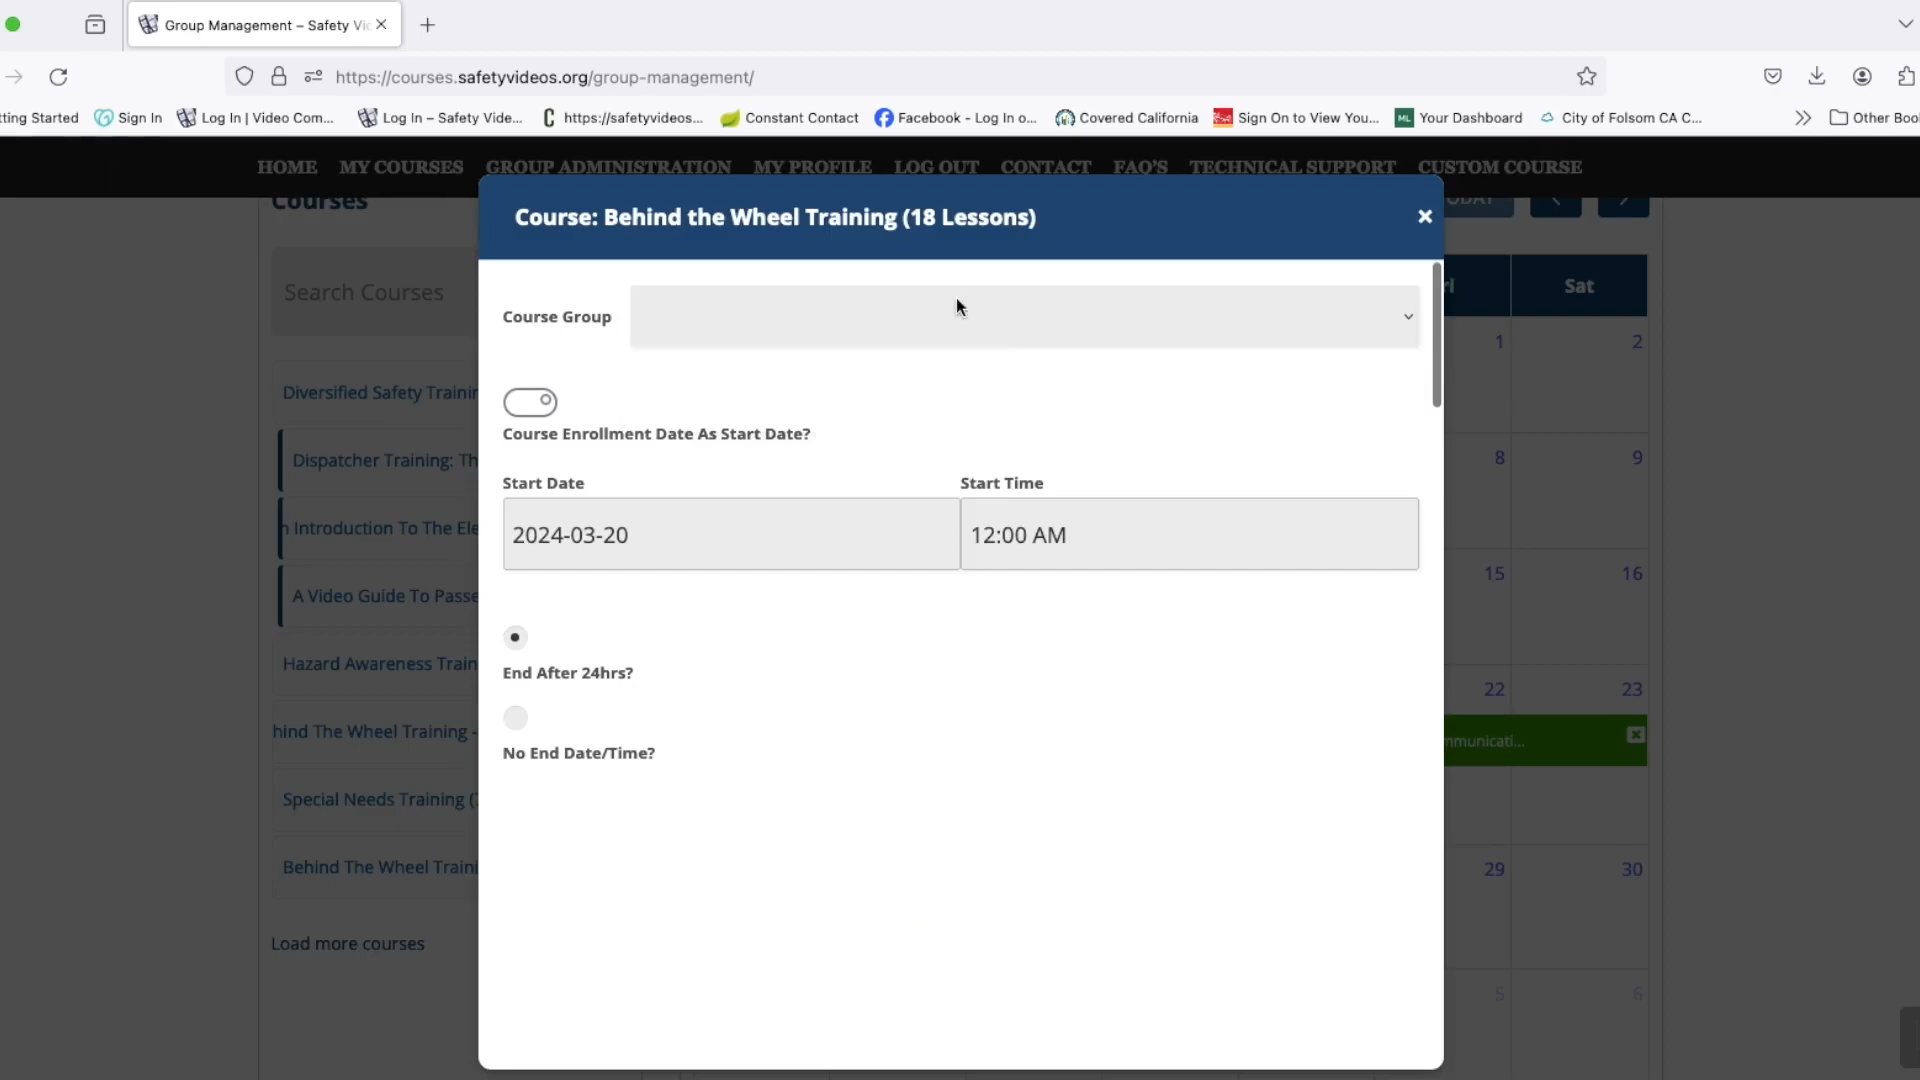 Group Management – Safety Vic
https://courses.safetyvideos.org/group-management/
tting Started Sign In Log In | Video Com... Log In – Safety Vide... https://safetyvideos... Constant Contact Facebook - Log In o... Covered California Sign On to View You... ML Your Dashboard City of Folsom CA C... Other Bool
HOME MY COURSES GROUP ADMINISTRATION MY PROFILE LOG OUT CONTACT FAQ'S TECHNICAL SUPPORT CUSTOM COURSE
Courses
Search Courses
Diversified Safety Trainin
Dispatcher Training: Th
n Introduction To The Ele
A Video Guide To Passe
Hazard Awareness Train
hind The Wheel Training -
Special Needs Training (
Behind The Wheel Traini
Load more courses
Course: Behind the Wheel Training (18 Lessons)
Course Group
Course Enrollment Date As Start Date?
Start Date Start Time
2024-03-20 12:00 AM
End After 24hrs?
No End Date/Time?
Sat
1 2
8 9
15 16
22 23
mmunicati...
29 30
5 6